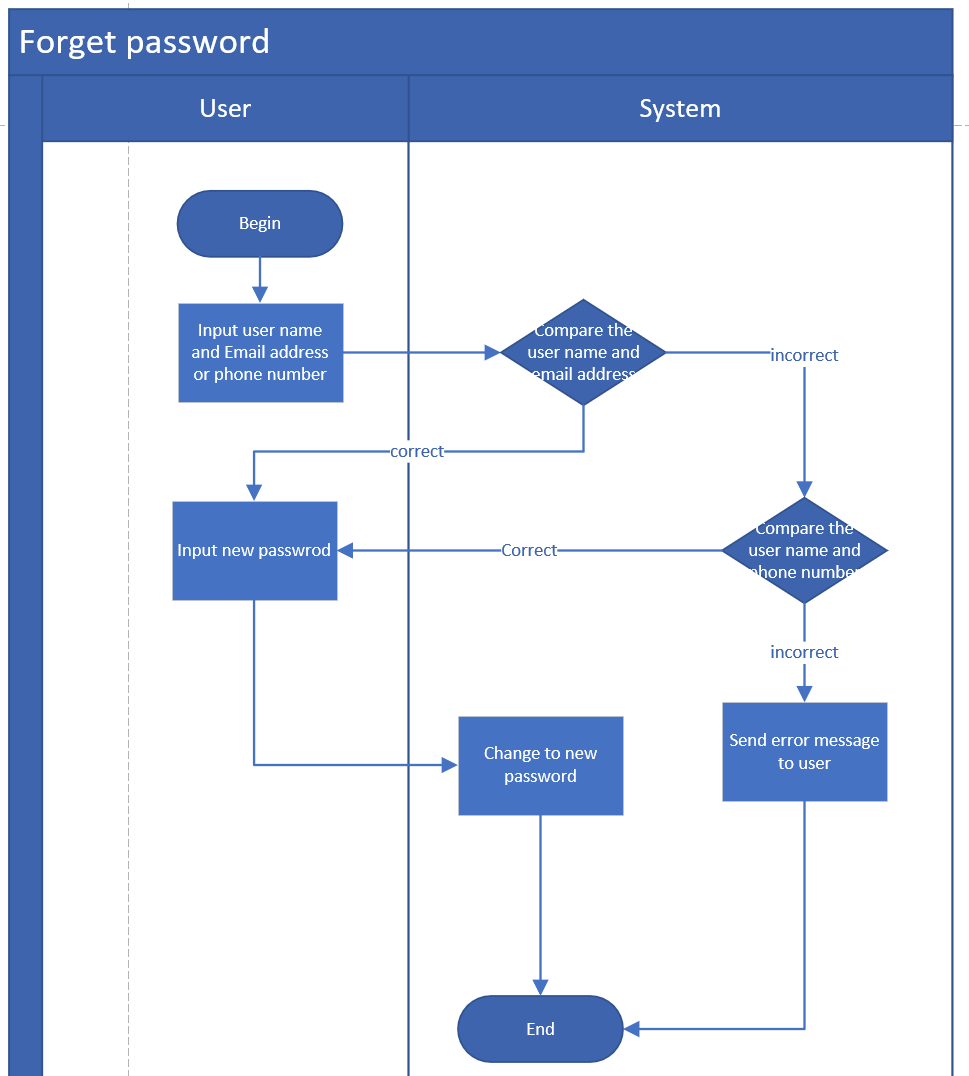 Forget password
User
System
Begin
Input user name
and Email address
or phone number
Compare the
user name and
email address
incorrect
correct
Input new passwrod
Correct
Compare the
user name and
phone number
incorrect
Change to new
password
Send error message
to user
End